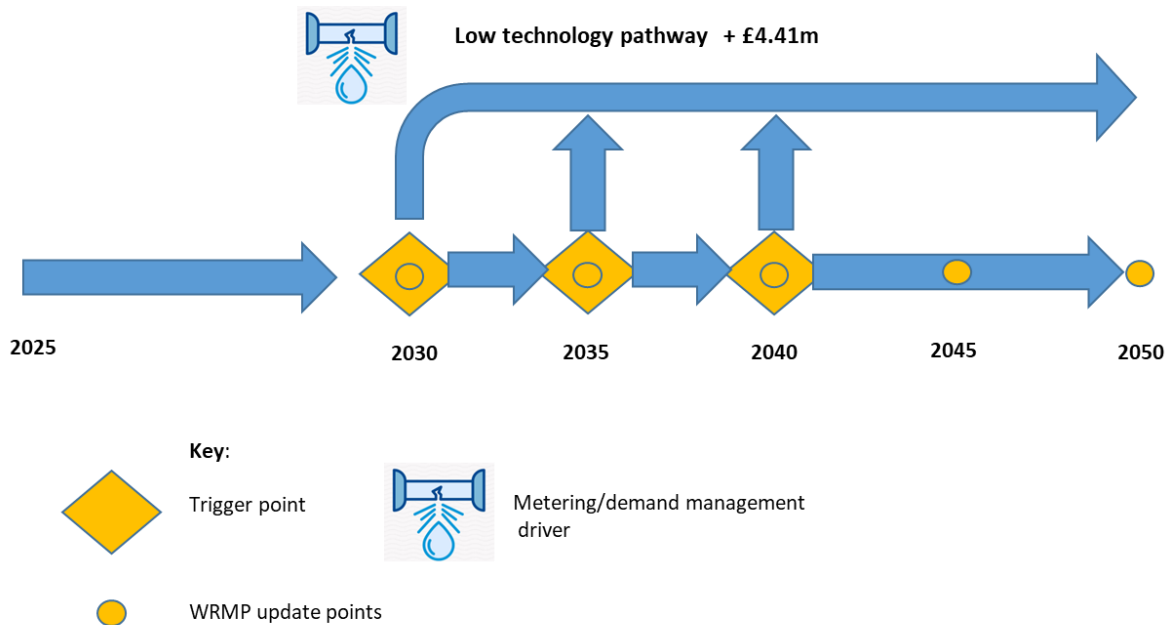 Low technology pathway + £4.41m
2025
2030
2035
2040
2045
2050
Key:
Trigger point
Metering/demand management
driver
WRMP update points